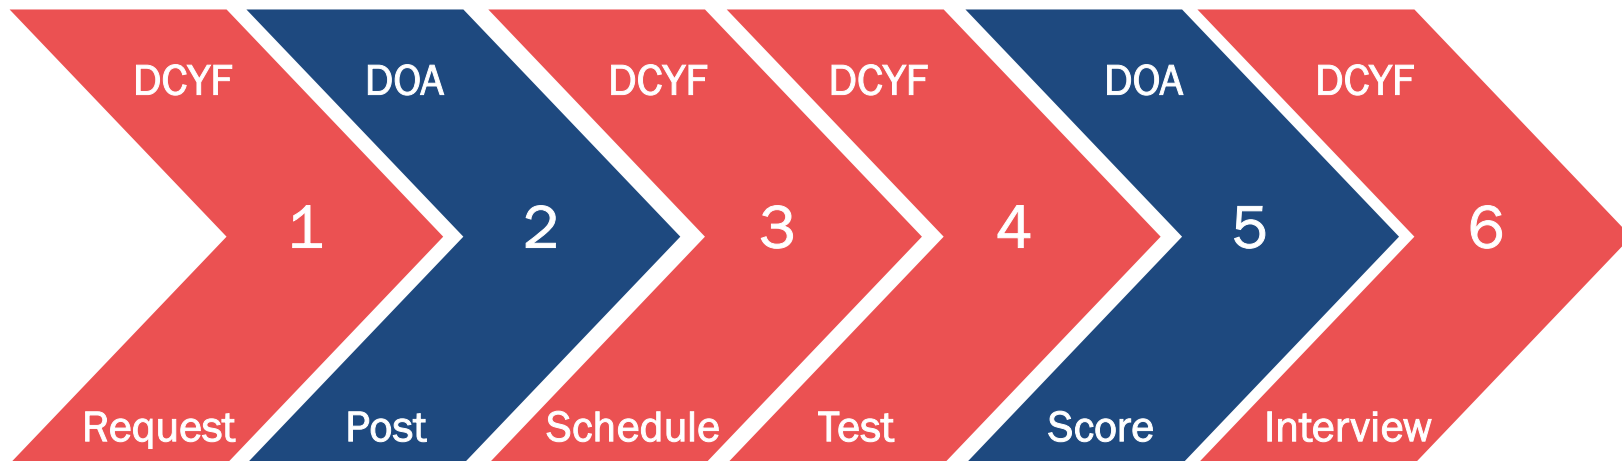 DCYF DOA DCYF DCYF DOA DCYF
1 2 3 4 5 6
Request Post Schedule Test Score Interview